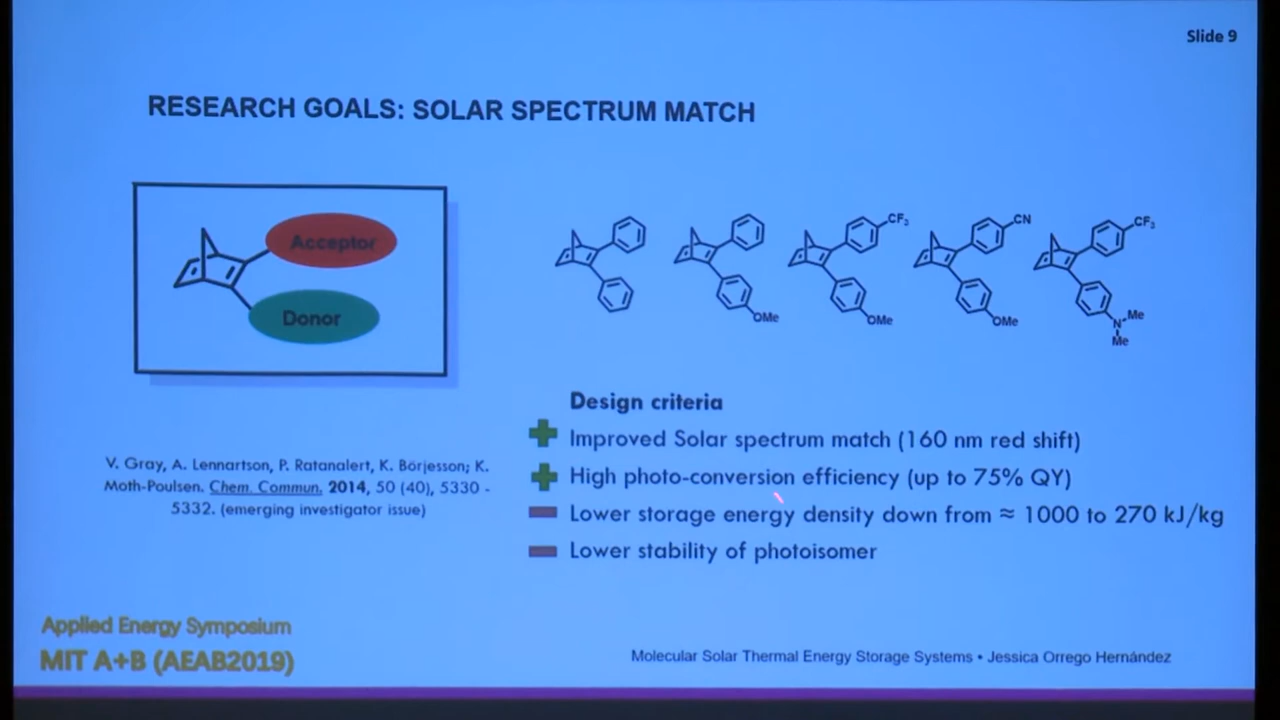 Slide 9
RESEARCH GOALS: SOLAR SPECTRUM MATCH
Acceptor
Donor
CF3
CN
CF3
OMe
OMe
OMe
N
Me
Me
Design criteria
Improved Solar spectrum match (160 nm red shift)
High photo-conversion efficiency (up to 75% QY)
Lower storage energy density down from ≈ 1000 to 270 kJ/kg
Lower stability of photoisomer
V. Gray, A. Lennartson, P. Ratanalert, K. Börjesson; K.
Moth-Poulsen. Chem. Commun. 2014, 50 (40), 5330 -
5332. (emerging investigator issue)
Applied Energy Symposium
MIT A+B (AEAB2019)
Molecular Solar Thermal Energy Storage Systems • Jessica Orrego Hernández